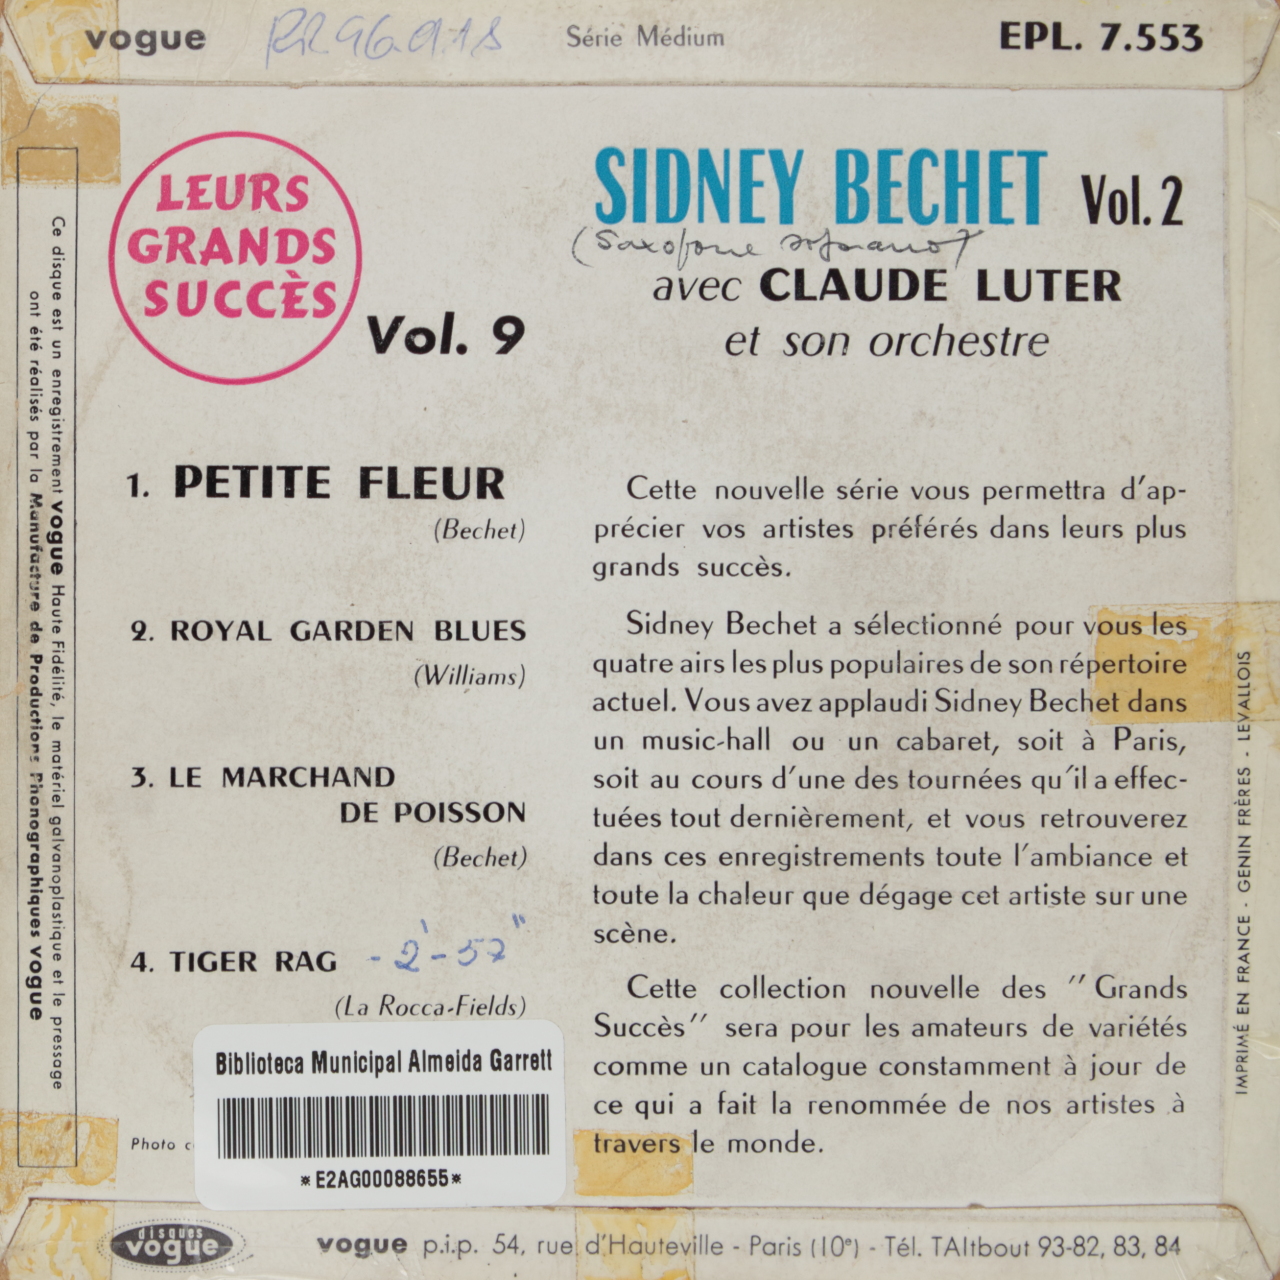 vogue RR96.918 Série Médium EPL. 7.553
LEURS
GRANDS
SUCCÈS
Vol. 9
SIDNEY BECHET Vol. 2
(Saxofone soprano)
avec CLAUDE LUTER
et son orchestre
1. PETITE FLEUR
(Bechet)
2. ROYAL GARDEN BLUES
(Williams)
3. LE MARCHAND
DE POISSON
(Bechet)
4. TIGER RAG - 2'-57"
(La Rocca-Fields)
Cette nouvelle série vous permettra d'ap-
précier vos artistes préférés dans leurs plus
grands succès.
Sidney Bechet a sélectionné pour vous les
quatre airs les plus populaires de son répertoire
actuel. Vous avez applaudi Sidney Bechet dans
un music-hall ou un cabaret, soit à Paris,
soit au cours d'une des tournées qu'il a effec-
tuées tout dernièrement, et vous retrouverez
dans ces enregistrements toute l'ambiance et
toute la chaleur que dégage cet artiste sur une
scène.
Cette collection nouvelle des "Grands
Succès" sera pour les amateurs de variétés
comme un catalogue constamment à jour de
ce qui a fait la renommée de nos artistes à
travers le monde.
Biblioteca Municipal Almeida Garrett
*E2AG00088655*
Photo
Ce disque est un enregistrement vogue Haute Fidélité, le matériel galvanoplastique et le pressage
ont été réalisés par la Manufacture de Productions Phonographiques vogue
IMPRIMÉ EN FRANCE - GENIN FRÈRES - LEVALLOIS
disques
vogue
vogue p.i.p. 54, rue d'Hauteville - Paris (10e) - Tél. TAItbout 93-82, 83, 84